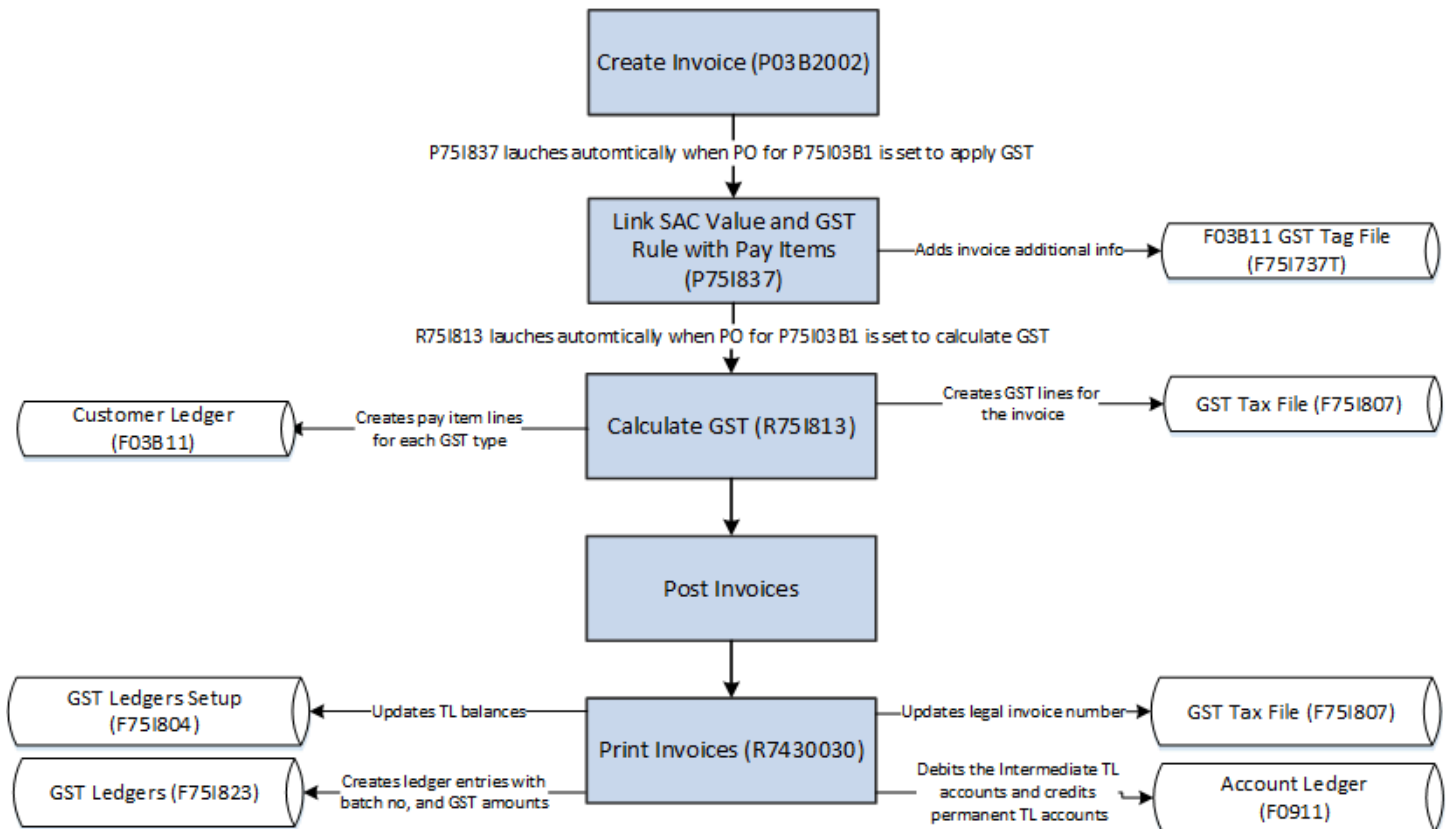 Create Invoice (P03B2002)
P75I837 lauches automtically when PO for P75I03B1 is set to apply GST
Link SAC Value and GST
Rule with Pay Items
(P75I837)
Adds invoice additional info
F03B11 GST Tag File
(F75I737T)
R75I813 lauches automtically when PO for P75I03B1 is set to calculate GST
Customer Ledger
(F03B11)
Creates pay item lines
for each GST type
Calculate GST (R75I813)
Creates GST lines for
the invoice
GST Tax File (F75I807)
Post Invoices
GST Ledgers Setup
(F75I804)
Updates TL balances
Print Invoices (R7430030)
Updates legal invoice number
GST Tax File (F75I807)
GST Ledgers (F75I823)
Creates ledger entries with
batch no, and GST amounts
Debits the Intermediate TL
accounts and credits
permanent TL accounts
Account Ledger
(F0911)